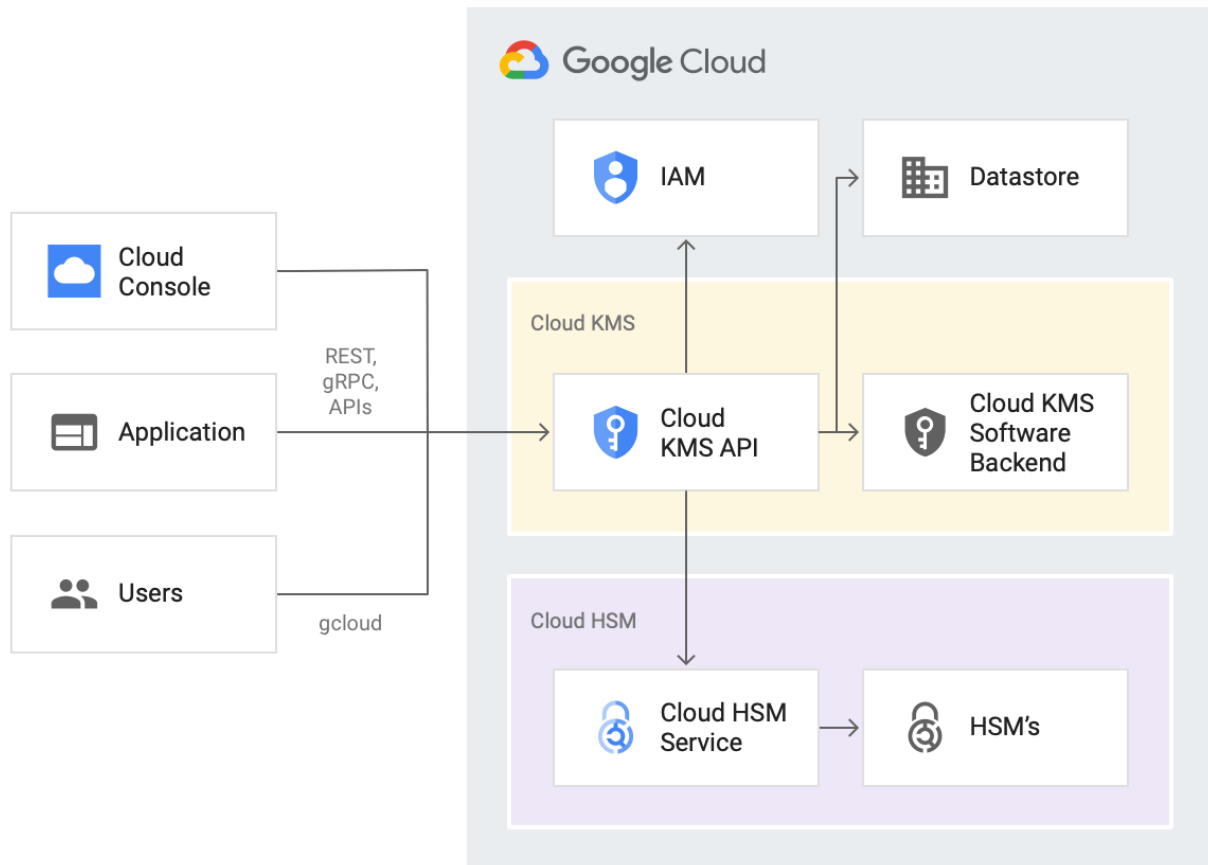 Google Cloud
IAM
Datastore
Cloud
Console
Cloud KMS
REST,
gRPC,
APIs
Application
Cloud
KMS API
Cloud KMS
Software
Backend
Users
gcloud
Cloud HSM
Cloud HSM
Service
HSM’s